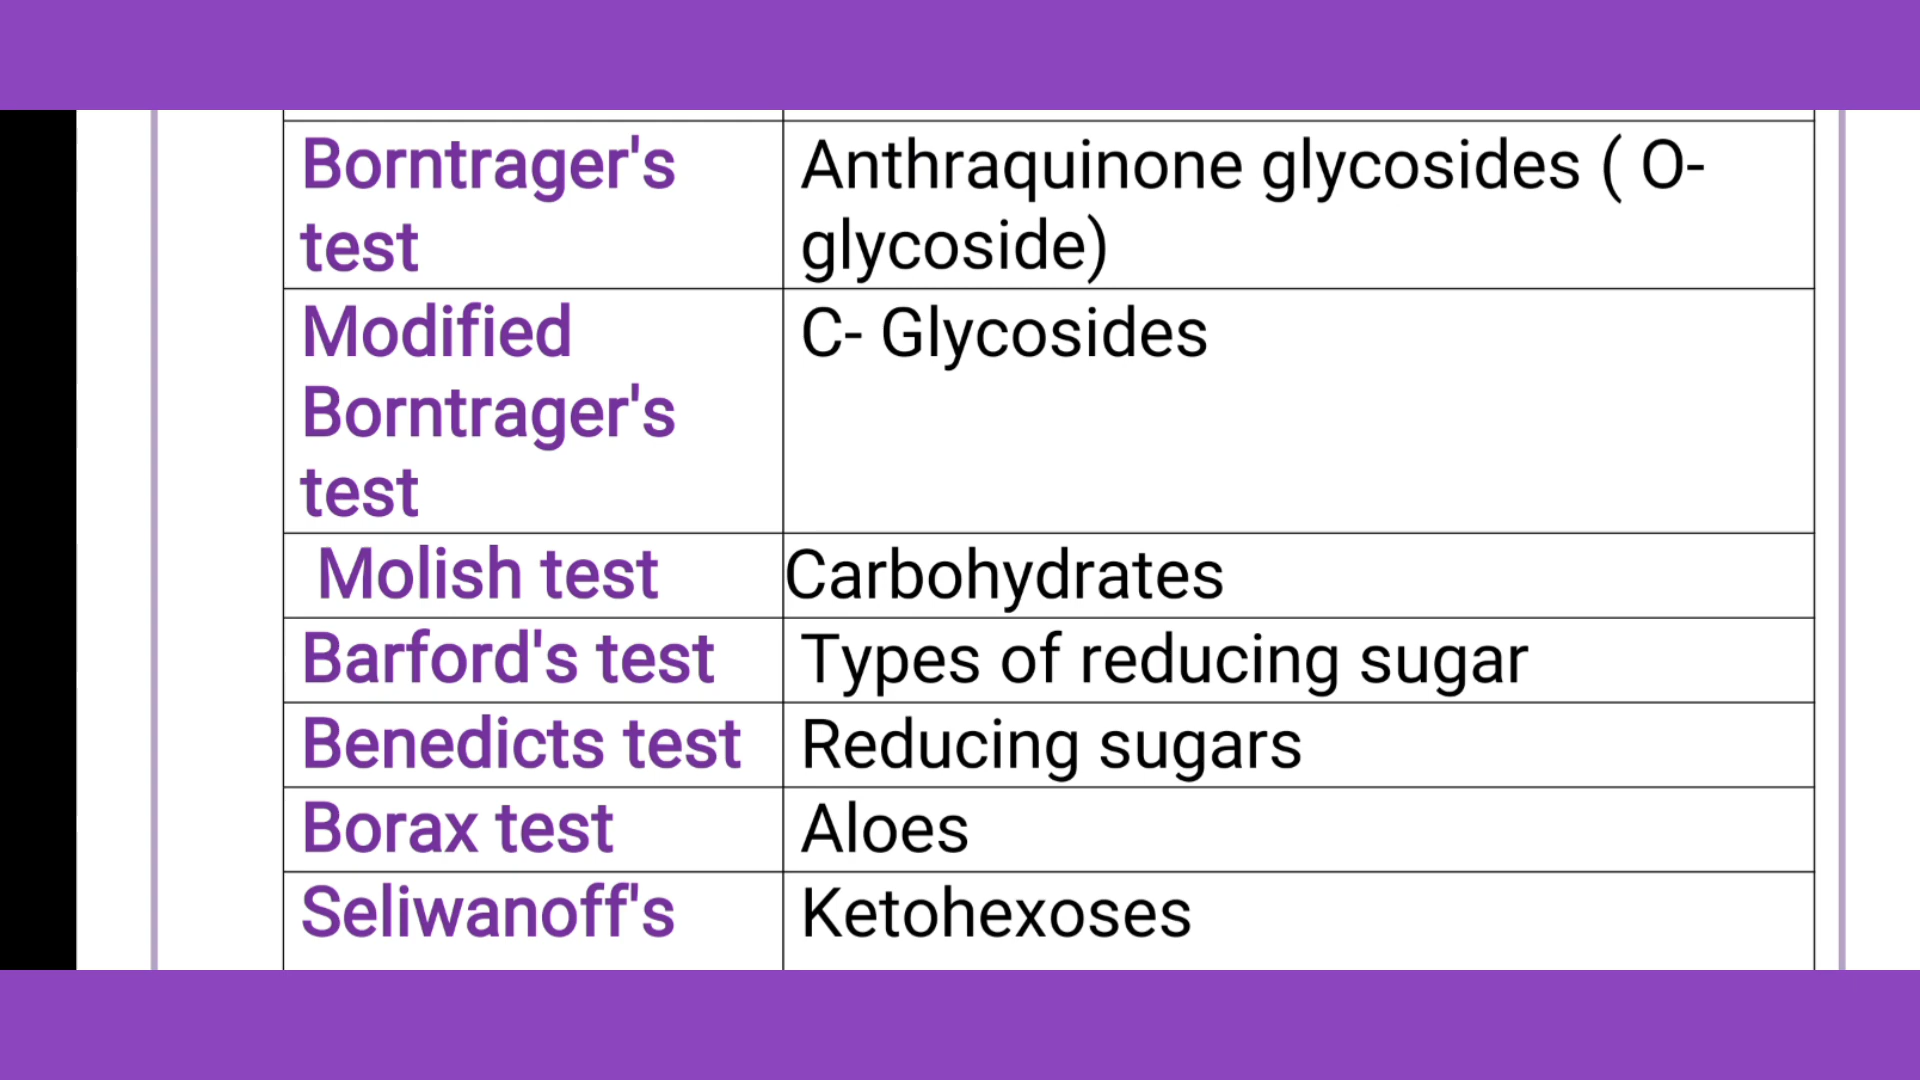 Borntrager's Anthraquinone glycosides ( O-
test glycoside)
Modified C- Glycosides
Borntrager's
test
Molish test Carbohydrates
Barford's test Types of reducing sugar
Benedicts test Reducing sugars
Borax test Aloes
Seliwanoff's Ketohexoses